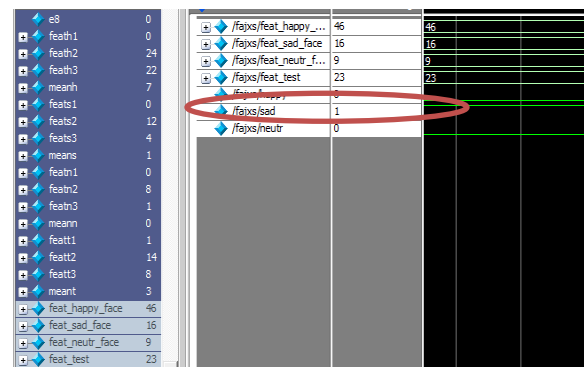 e8 0
feath1 0
feath2 24
feath3 22
meanh 7
feats1 0
feats2 12
feats3 4
means 1
featn1 0
featn2 8
featn3 1
meann 0
featt1 1
featt2 14
featt3 8
meant 3
feat_happy_face 46
feat_sad_face 16
feat_neutr_face 9
feat_test 23
/fajxs/feat_happy_... 46 46
/fajxs/feat_sad_face 16 16
/fajxs/feat_neutr_f... 9 9
/fajxs/feat_test 23 23
/fajxs/happy
/fajxs/sad 1
/fajxs/neutr 0